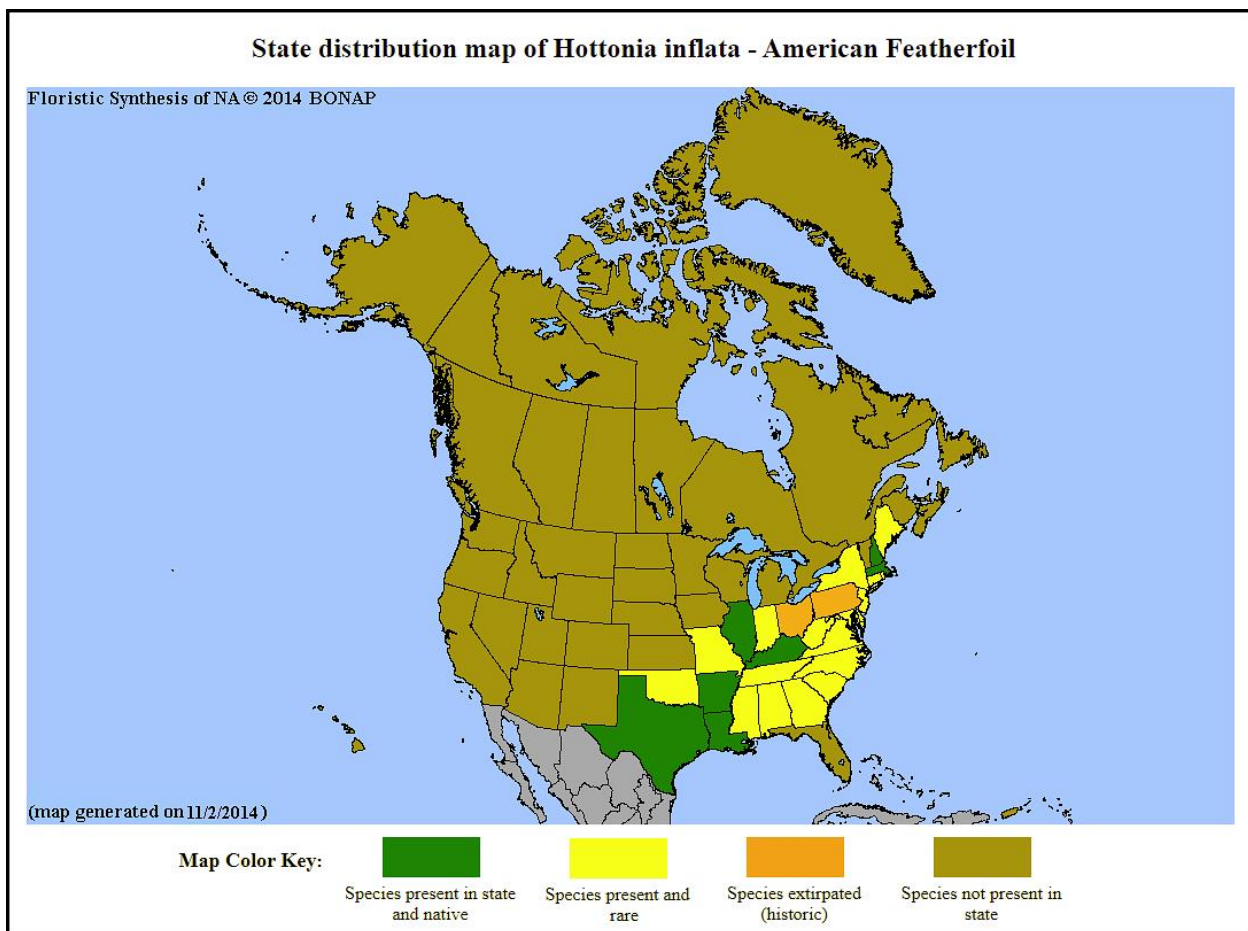 State distribution map of Hottonia inflata - American Featherfoil
Floristic Synthesis of NA © 2014 BONAP
(map generated on 11/2/2014)
Map Color Key:
Species present in state
and native
Species present and
rare
Species extirpated
(historic)
Species not present in
state